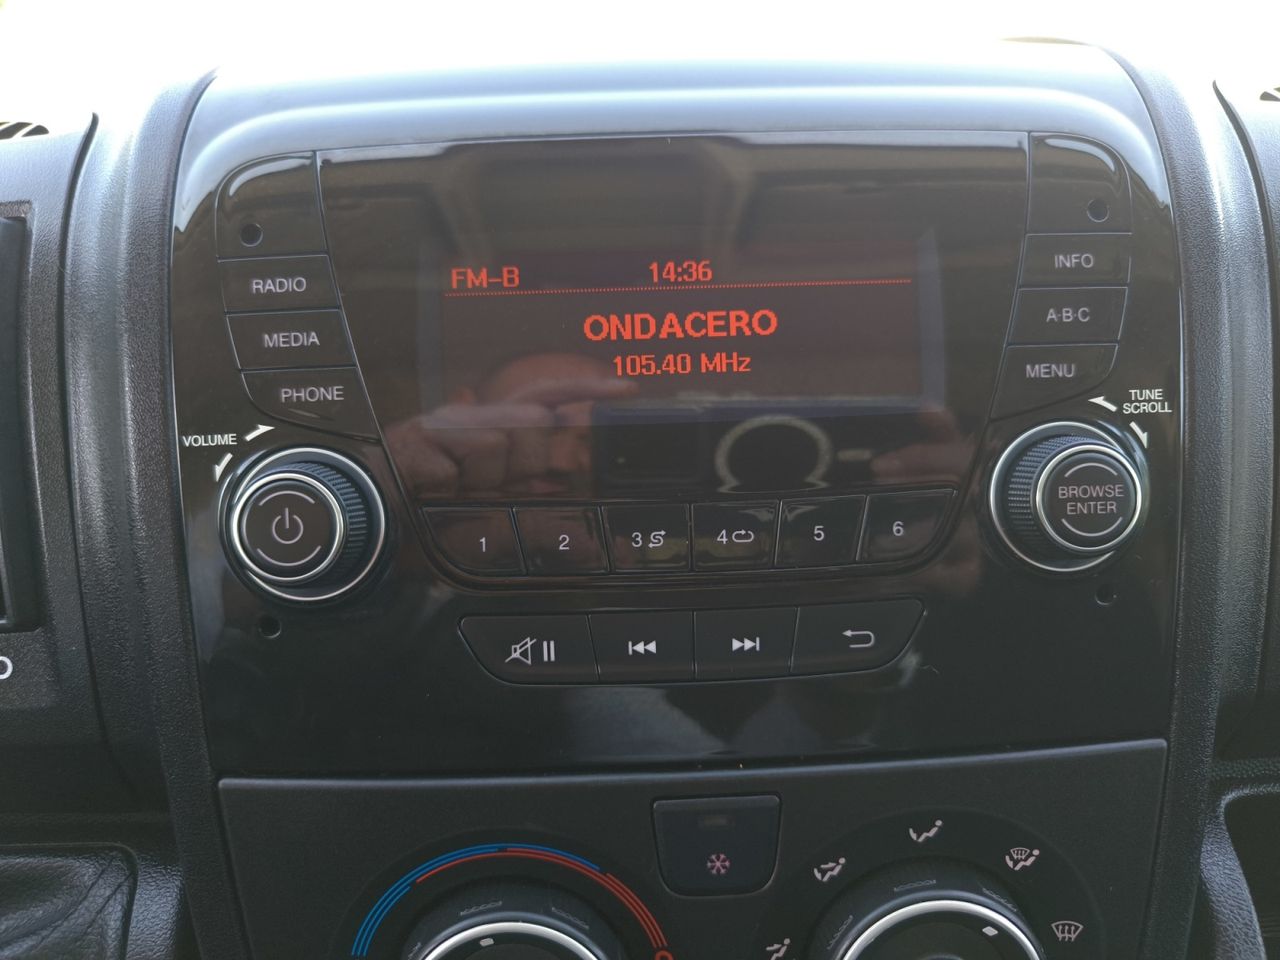 FM-B 14:36
ONDACERO
105.40 MHz
RADIO
MEDIA
PHONE
VOLUME
INFO
A·B·C
MENU
TUNE
SCROLL
BROWSE
ENTER
1 2 3 4 5 6